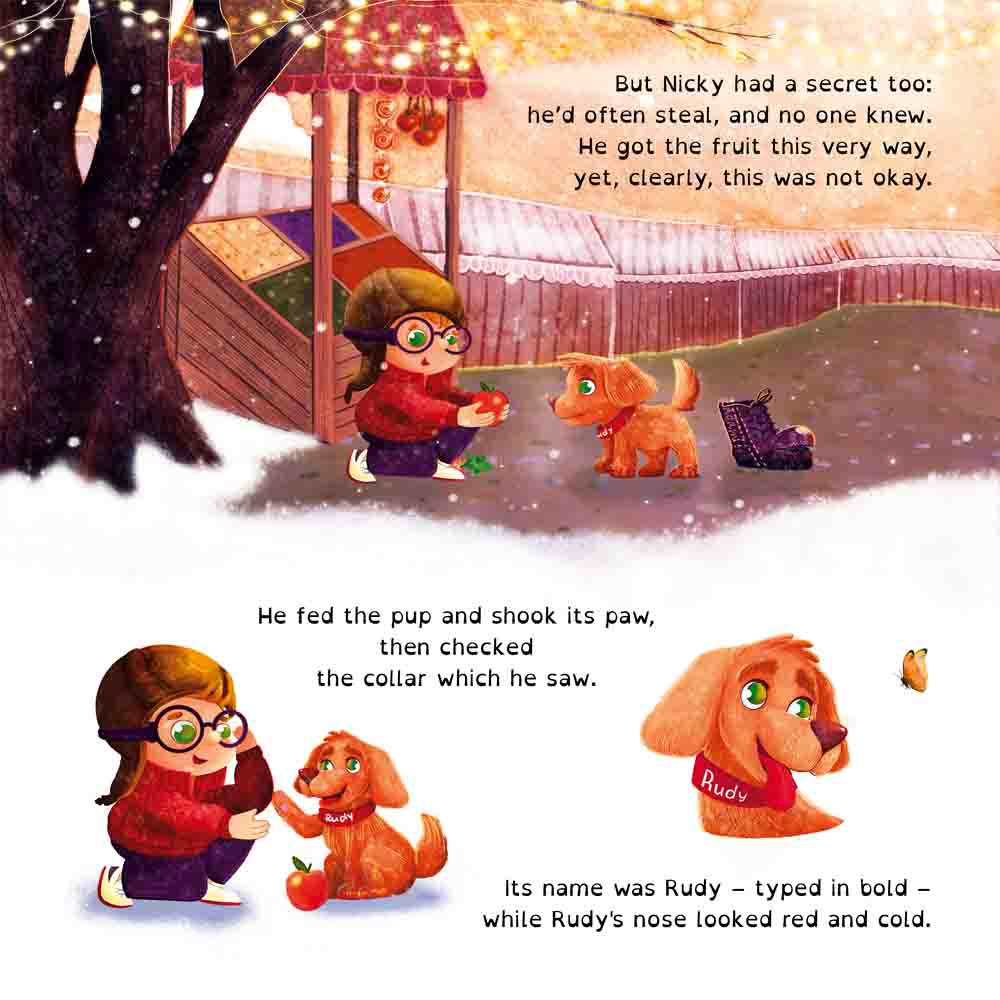 But Nicky had a secret too:
he'd often steal, and no one knew.
He got the fruit this very way,
yet, clearly, this was not okay.
udy
He fed the pup and shook its paw,
then checked
the collar which he saw.
Rudy
Rudy
Its name was Rudy – typed in bold –
while Rudy's nose looked red and cold.